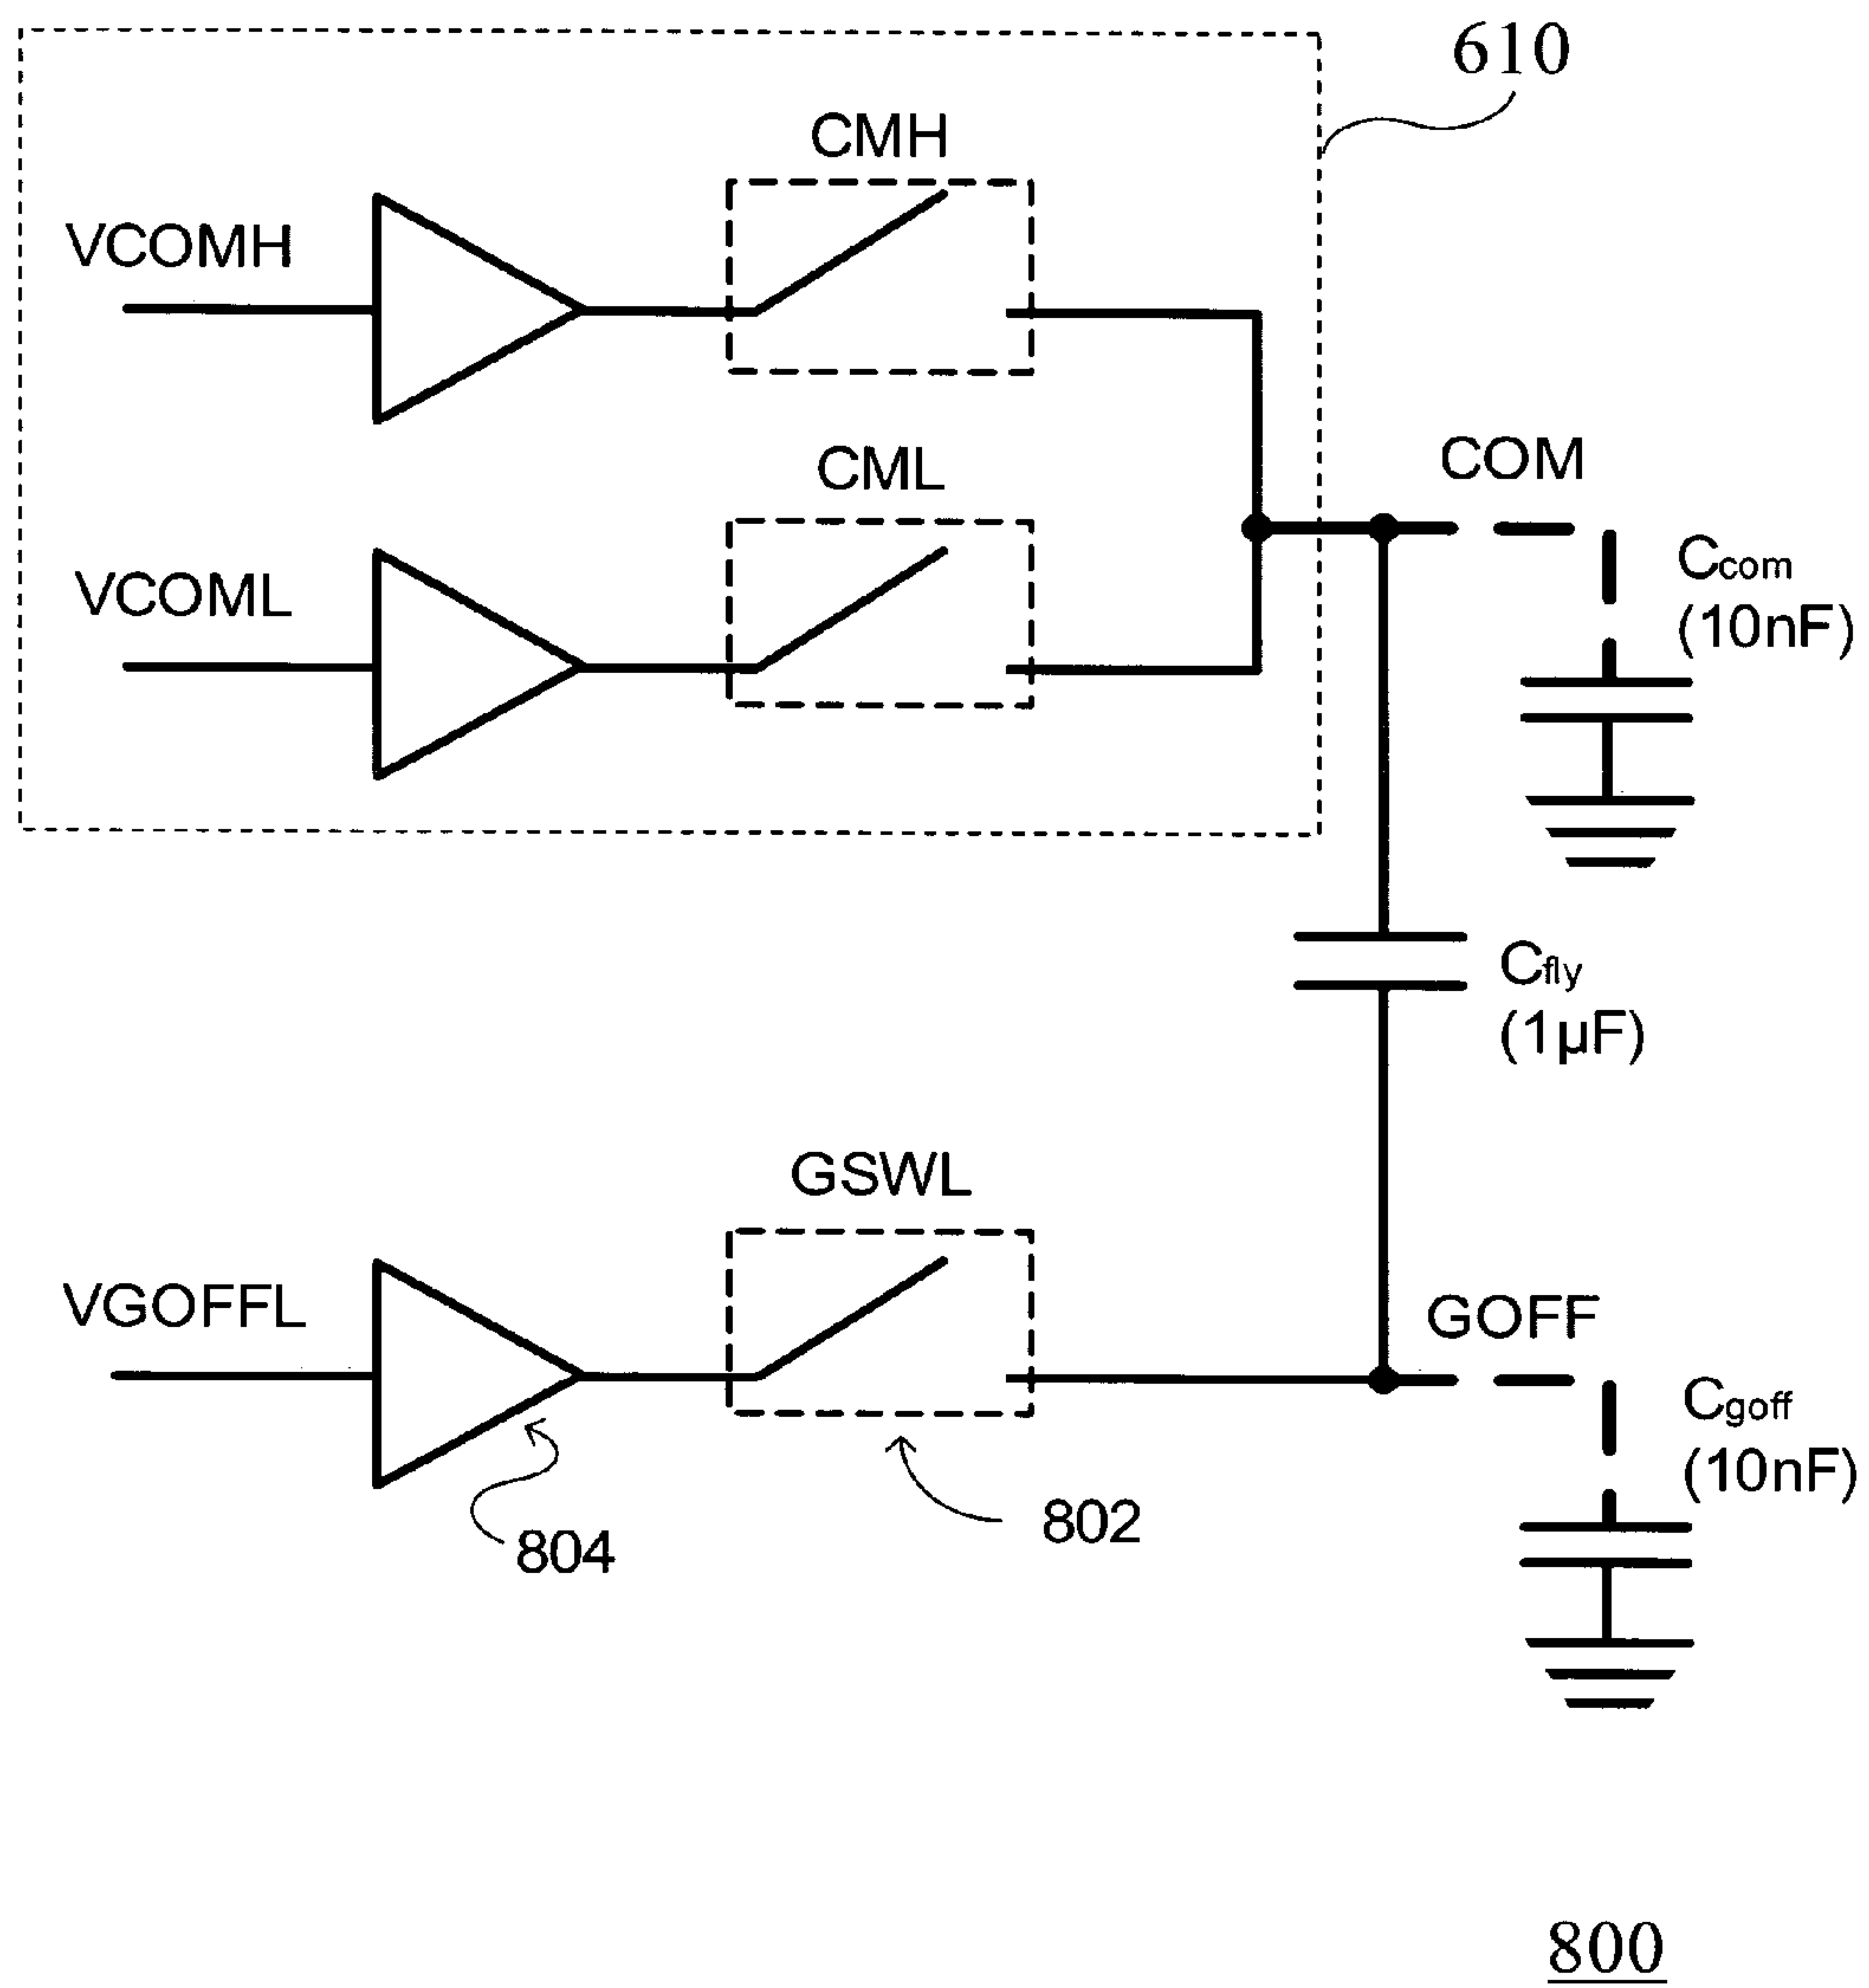 610
CMH
VCOMH
CML
VCOML
COM
Ccom
(10nF)
Cfly
(1µF)
GSWL
VGOFFL
GOFF
Cgoff
(10nF)
802
804
800